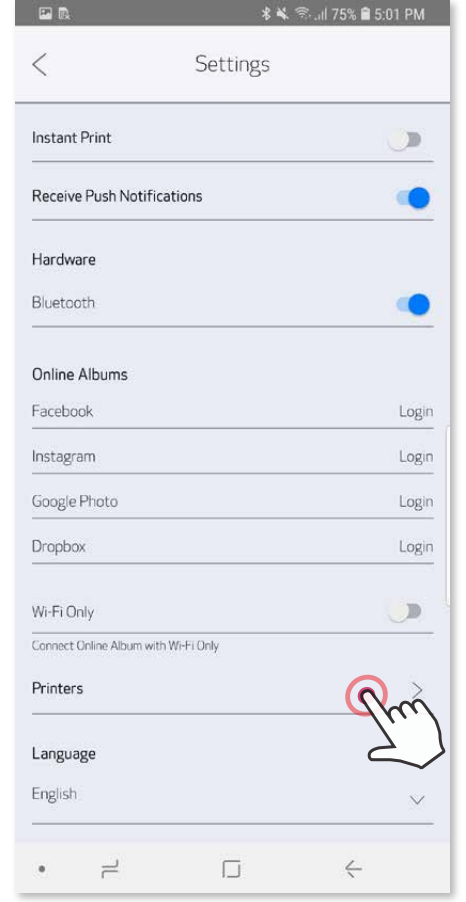 75% 5:01 PM
Settings
Instant Print
Receive Push Notifications
Hardware
Bluetooth
Online Albums
Facebook Login
Instagram Login
Google Photo Login
Dropbox Login
Wi-Fi Only
Connect Online Album with Wi-Fi Only
Printers
Language
English